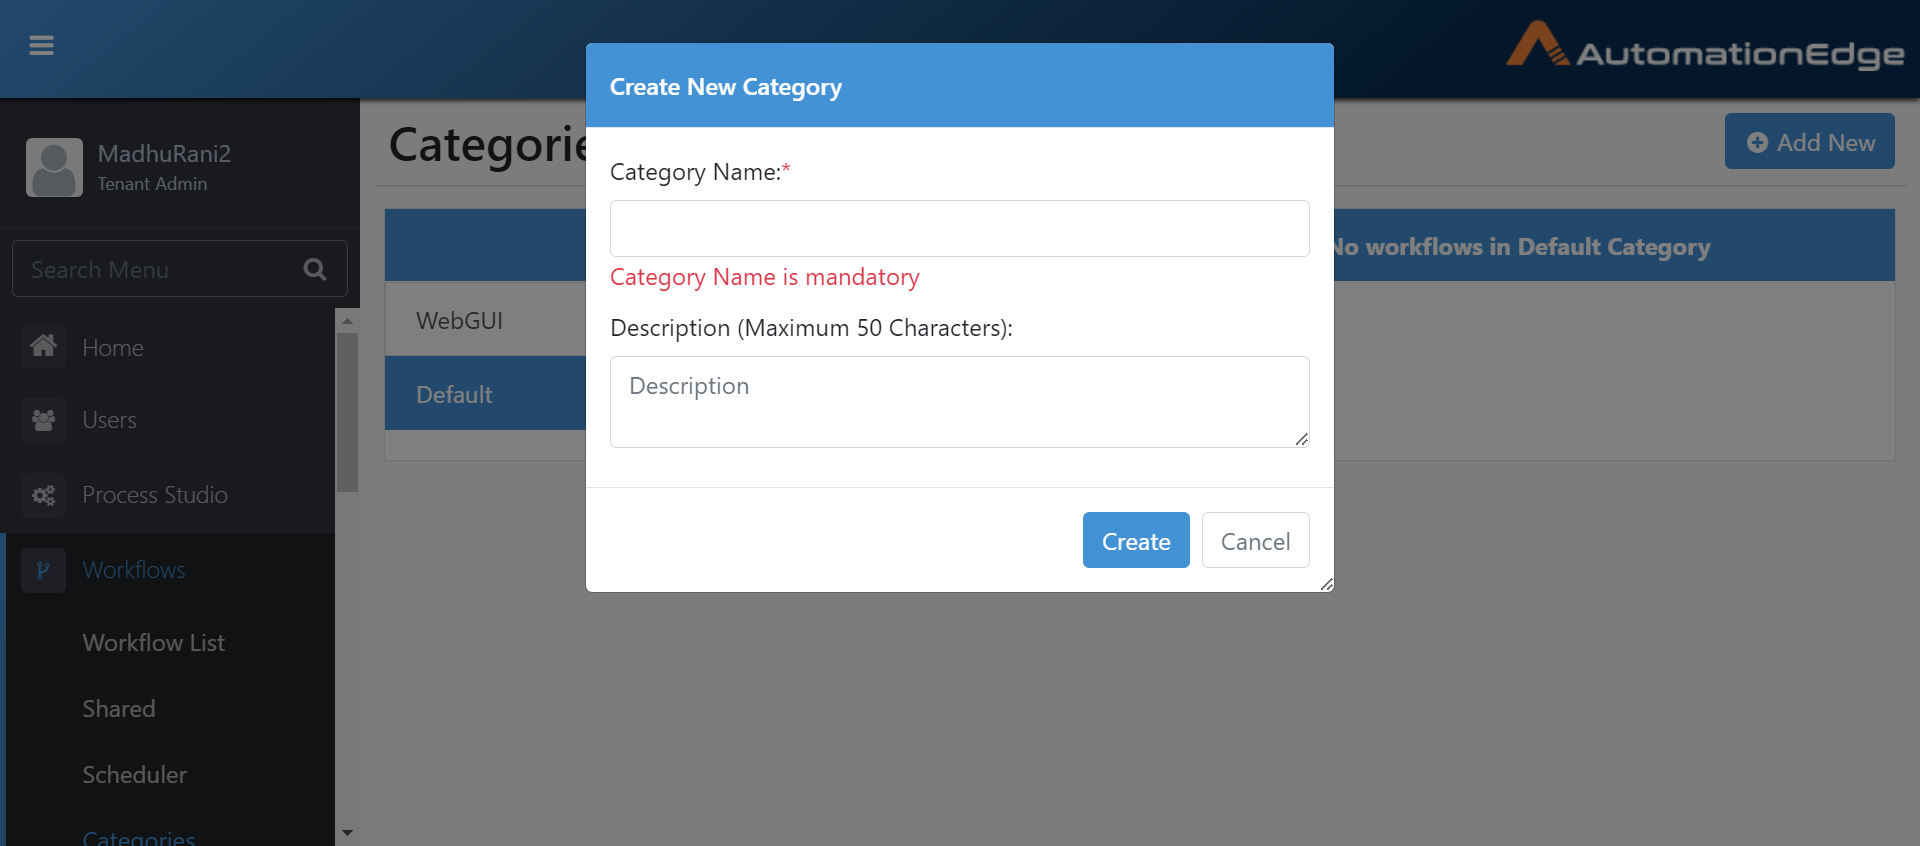 AutomationEdge
MadhuRani2
Tenant Admin
Search Menu
Home
Users
Process Studio
Workflows
Workflow List
Shared
Scheduler
Categories
Categorie
Add New
No workflows in Default Category
WebGUI
Default
Create New Category
Category Name:*
Category Name is mandatory
Description (Maximum 50 Characters):
Description
Create
Cancel